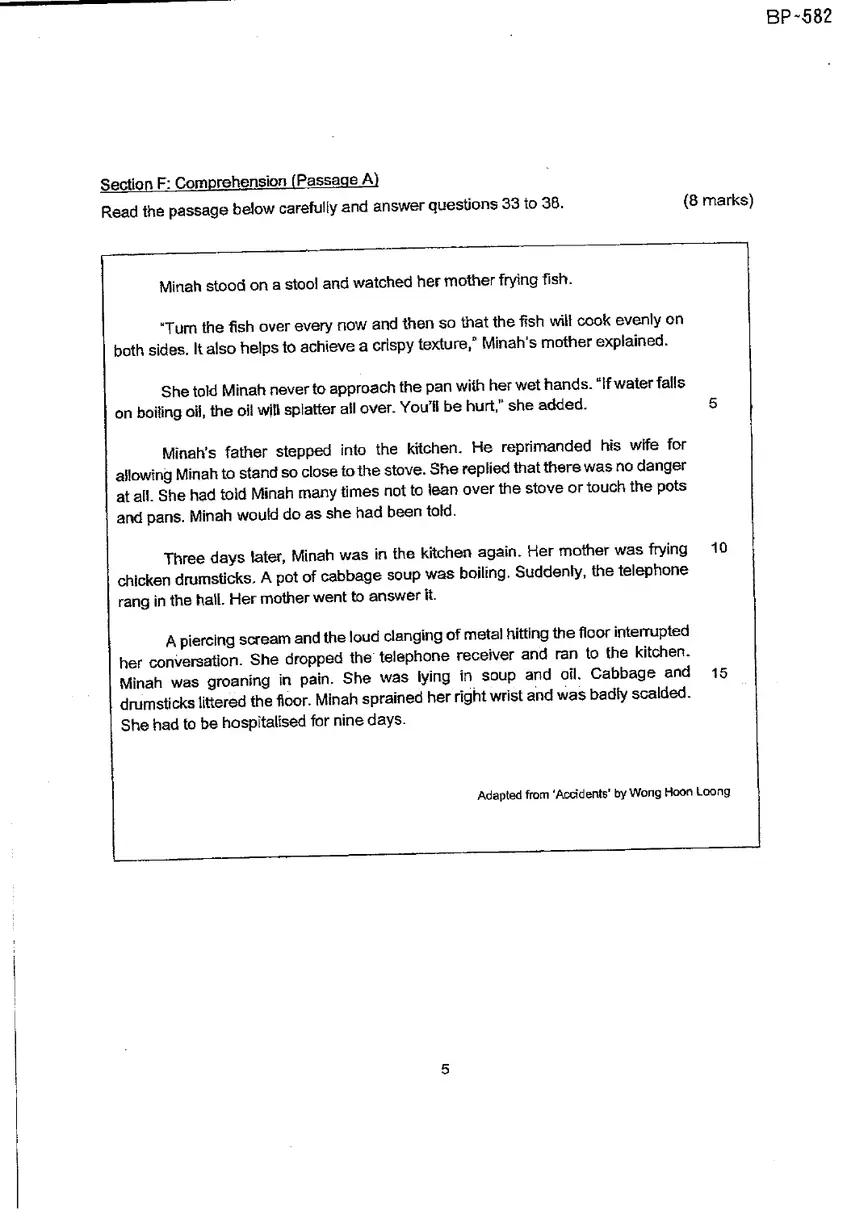 BP-582
Section F: Comprehension (Passage A)
Read the passage below carefully and answer questions 33 to 38. (8 marks)
Minah stood on a stool and watched her mother frying fish.
"Turn the fish over every now and then so that the fish will cook evenly on
both sides. It also helps to achieve a crispy texture," Minah's mother explained.
She told Minah never to approach the pan with her wet hands. "If water falls
on boiling oil, the oil will splatter all over. You'll be hurt," she added. 5
Minah's father stepped into the kitchen. He reprimanded his wife for
allowing Minah to stand so close to the stove. She replied that there was no danger
at all. She had told Minah many times not to lean over the stove or touch the pots
and pans. Minah would do as she had been told.
Three days later, Minah was in the kitchen again. Her mother was frying 10
chicken drumsticks. A pot of cabbage soup was boiling. Suddenly, the telephone
rang in the hall. Her mother went to answer it.
A piercing scream and the loud clanging of metal hitting the floor interrupted
her conversation. She dropped the telephone receiver and ran to the kitchen.
Minah was groaning in pain. She was lying in soup and oil. Cabbage and 15
drumsticks littered the floor. Minah sprained her right wrist and was badly scalded.
She had to be hospitalised for nine days.
Adapted from 'Accidents' by Wong Hoon Loong
5